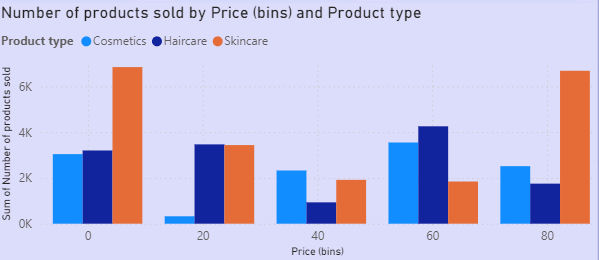 Number of products sold by Price (bins) and Product type
Product type Cosmetics Haircare Skincare
Sum of Number of products sold
6K
4K
2K
0K
0 20 40 60 80
Price (bins)